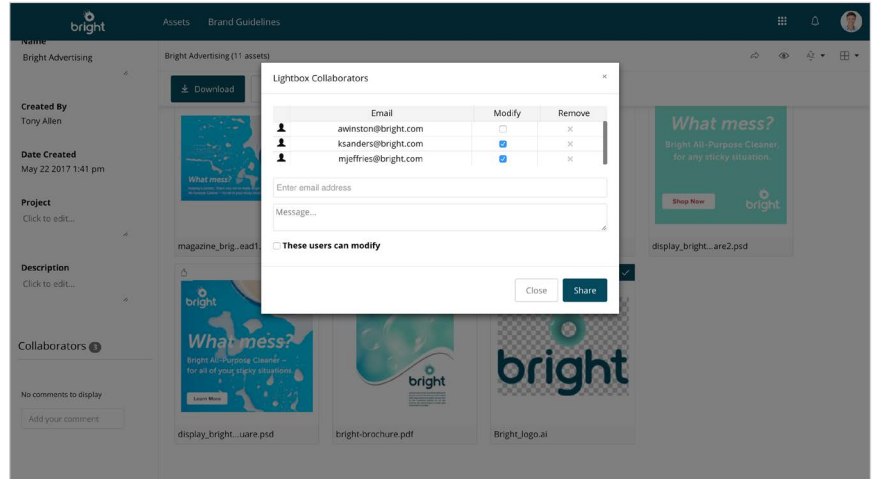 bright
Assets
Brand Guidelines
Name
Bright Advertising
Created By
Tony Allen
Date Created
May 22 2017 1:41 pm
Project
Click to edit...
Description
Click to edit...
Collaborators 3
No comments to display
Add your comment
Bright Advertising (11 assets)
Download
Lightbox Collaborators
×
Email Modify Remove
awinston@bright.com
ksanders@bright.com
mjeffries@bright.com
Enter email address
Message...
These users can modify
Close
Share
What mess?
magazine_brig..ead1.
What mess?
Bright All-Purpose Cleaner,
for any sticky situation.
Shop Now
bright
display_bright...are2.psd
bright
What mess?
Bright All-Purpose Cleaner –
for all of your sticky situations
Learn More
display_bright...uare.psd
bright
bright-brochure.pdf
bright
Bright_logo.ai